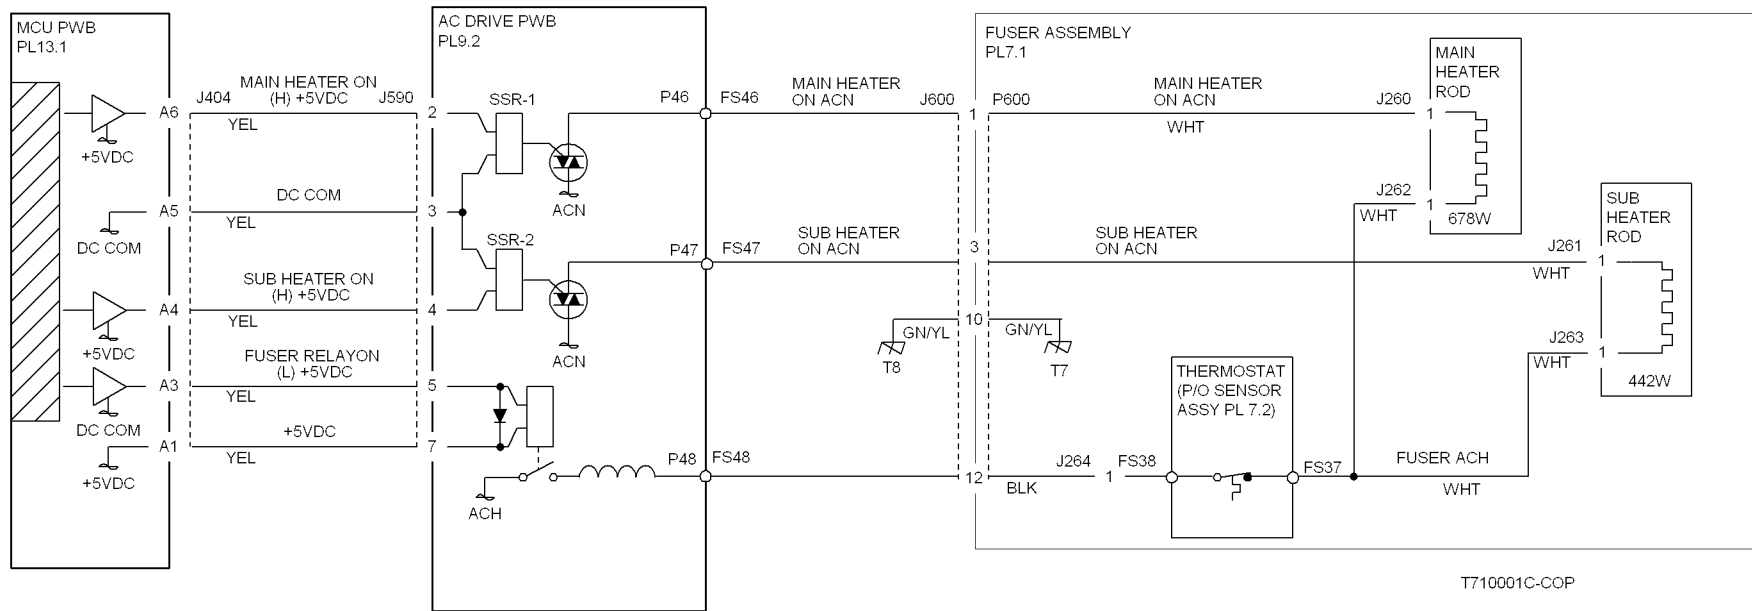 MCU PWB
PL13.1
AC DRIVE PWB
PL9.2
FUSER ASSEMBLY
PL7.1
MAIN
HEATER
ROD
J404
MAIN HEATER ON
(H) +5VDC
J590
SSR-1
P46
FS46
MAIN HEATER
ON ACN
J600
P600
MAIN HEATER
ON ACN
J260
A6
YEL
2
1
WHT
1
+5VDC
ACN
J262
1
WHT
678W
SUB
HEATER
ROD
A5
DC COM
YEL
3
DC COM
SSR-2
P47
FS47
SUB HEATER
ON ACN
3
SUB HEATER
ON ACN
J261
1
WHT
SUB HEATER ON
(H) +5VDC
A4
YEL
4
+5VDC
ACN
GN/YL
10
GN/YL
T8
T7
J263
1
WHT
442W
FUSER RELAYON
(L) +5VDC
A3
YEL
5
DC COM
THERMOSTAT
(P/O SENSOR
ASSY PL 7.2)
A1
+5VDC
YEL
7
+5VDC
P48
FS48
ACH
12
BLK
J264
1
FS38
FS37
FUSER ACH
WHT
T710001C-COP